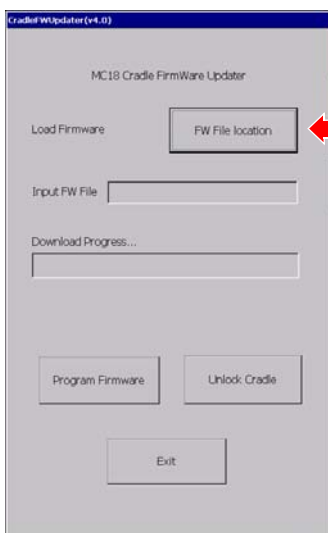 CradleFWUpdater(v4.0)
MC18 Cradle FirmWare Updater
Load Firmware
FW File location
Input FW File
Download Progress...
Program Firmware
Unlock Cradle
Exit